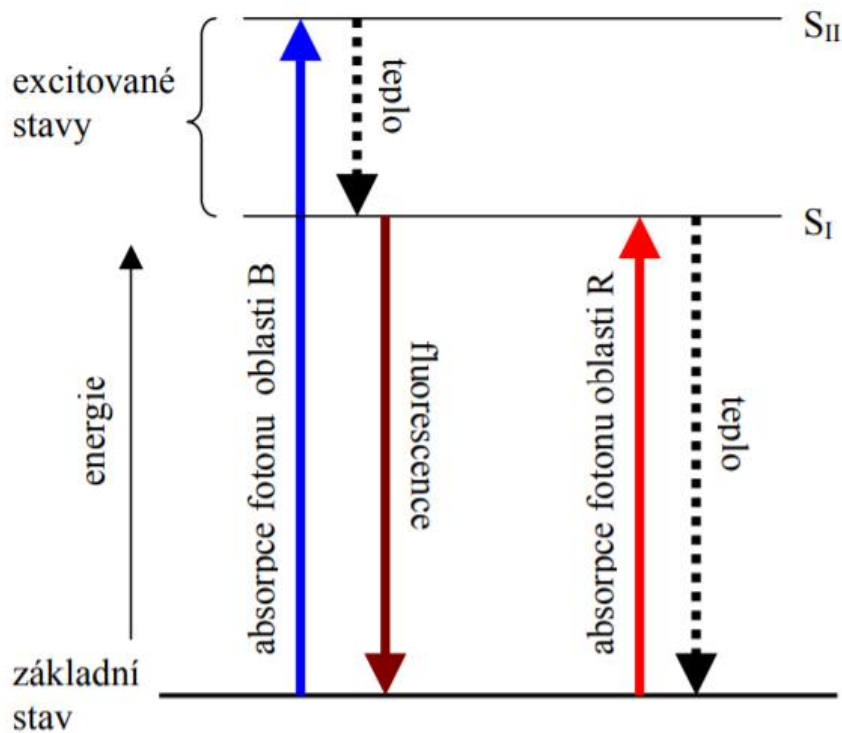 S_II
excitované
stavy
teplo
S_I
absorpce fotonu oblasti B
fluorescence
absorpce fotonu oblasti R
teplo
energie
základní
stav